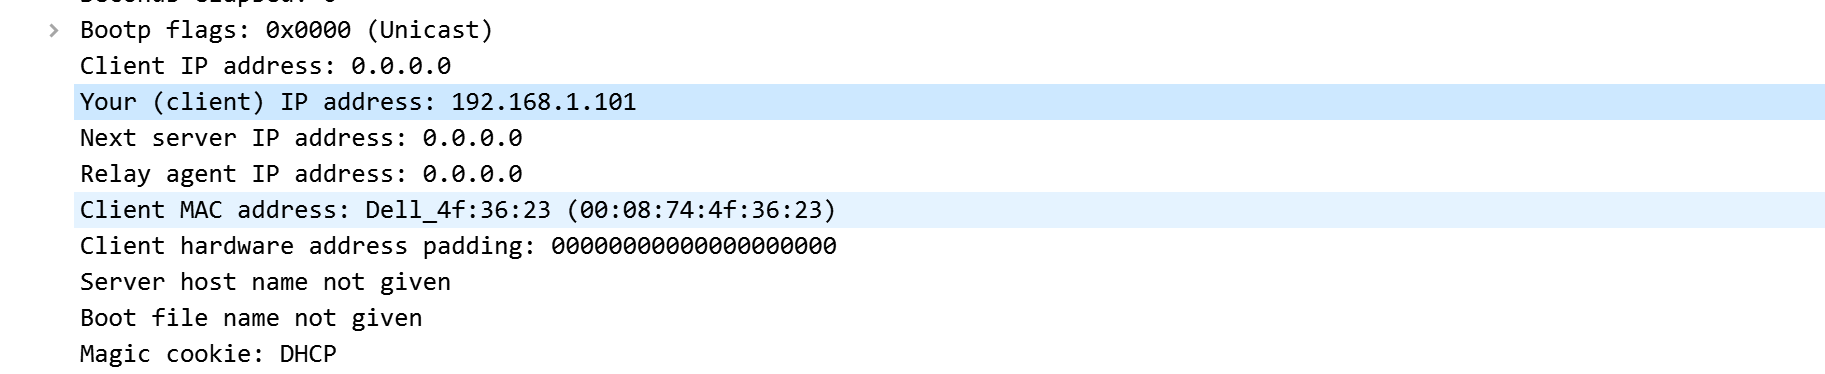 Bootp flags: 0x0000 (Unicast)
Client IP address: 0.0.0.0
Your (client) IP address: 192.168.1.101
Next server IP address: 0.0.0.0
Relay agent IP address: 0.0.0.0
Client MAC address: Dell_4f:36:23 (00:08:74:4f:36:23)
Client hardware address padding: 00000000000000000000
Server host name not given
Boot file name not given
Magic cookie: DHCP